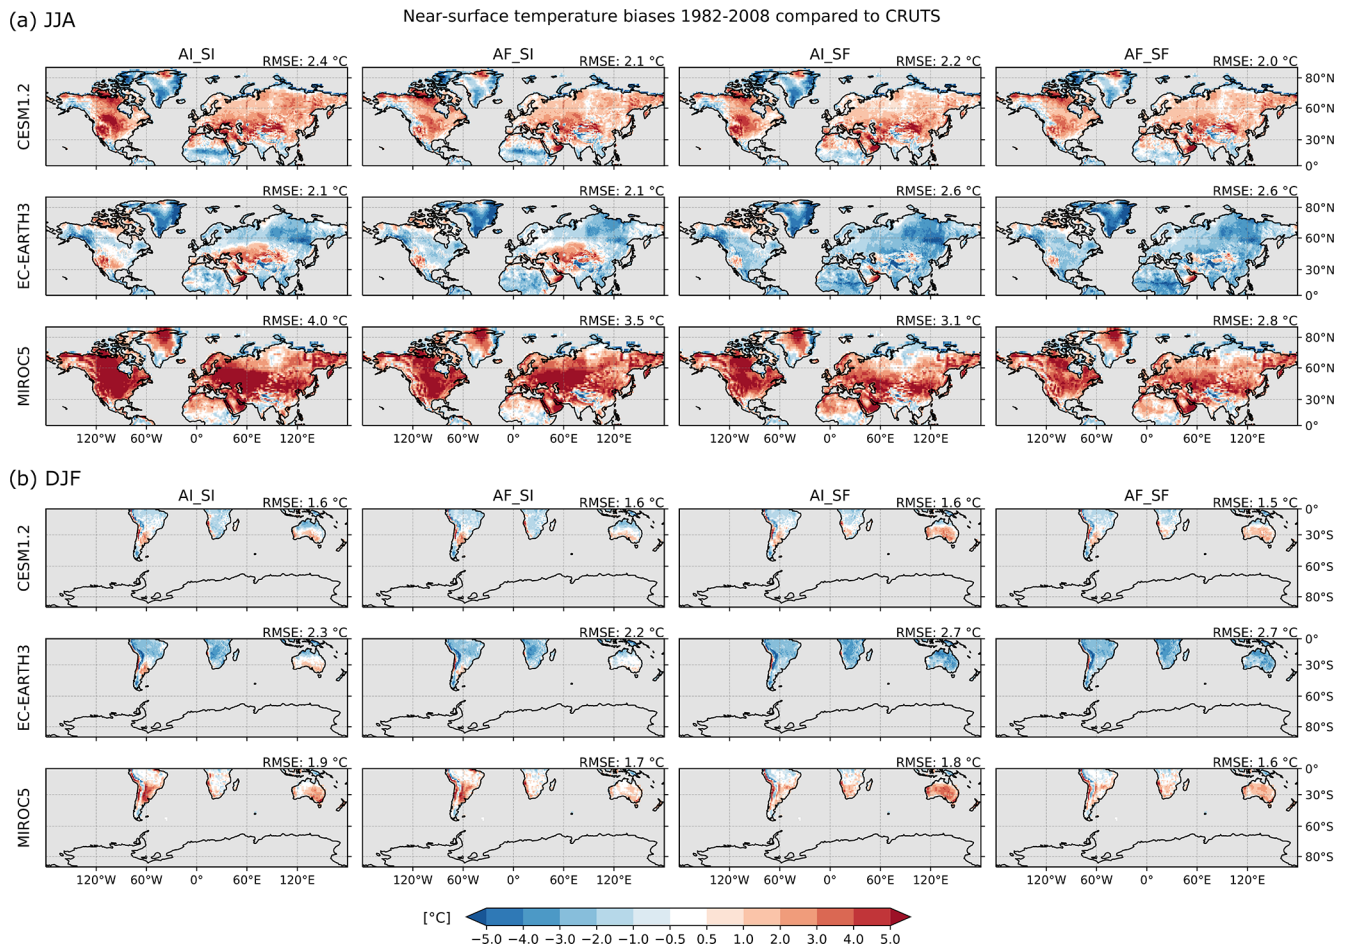 Near-surface temperature biases 1982-2008 compared to CRUTS
(a) JJA
AI_SI AF_SI AI_SF AF_SF
RMSE: 2.4 °C RMSE: 2.1 °C RMSE: 2.2 °C RMSE: 2.0 °C
CESM1.2
80°N
60°N
30°N
0°
RMSE: 2.1 °C RMSE: 2.1 °C RMSE: 2.6 °C RMSE: 2.6 °C
EC-EARTH3
80°N
60°N
30°N
0°
RMSE: 4.0 °C RMSE: 3.5 °C RMSE: 3.1 °C RMSE: 2.8 °C
MIROC5
80°N
60°N
30°N
0°
120°W 60°W 0° 60°E 120°E 120°W 60°W 0° 60°E 120°E 120°W 60°W 0° 60°E 120°E 120°W 60°W 0° 60°E 120°E
(b) DJF
AI_SI AF_SI AI_SF AF_SF
RMSE: 1.6 °C RMSE: 1.6 °C RMSE: 1.6 °C RMSE: 1.5 °C
CESM1.2
0°
30°S
60°S
80°S
RMSE: 2.3 °C RMSE: 2.2 °C RMSE: 2.7 °C RMSE: 2.7 °C
EC-EARTH3
0°
30°S
60°S
80°S
RMSE: 1.9 °C RMSE: 1.7 °C RMSE: 1.8 °C RMSE: 1.6 °C
MIROC5
0°
30°S
60°S
80°S
120°W 60°W 0° 60°E 120°E 120°W 60°W 0° 60°E 120°E 120°W 60°W 0° 60°E 120°E 120°W 60°W 0° 60°E 120°E
[°C]
−5.0 −4.0 −3.0 −2.0 −1.0 −0.5 0.5 1.0 2.0 3.0 4.0 5.0